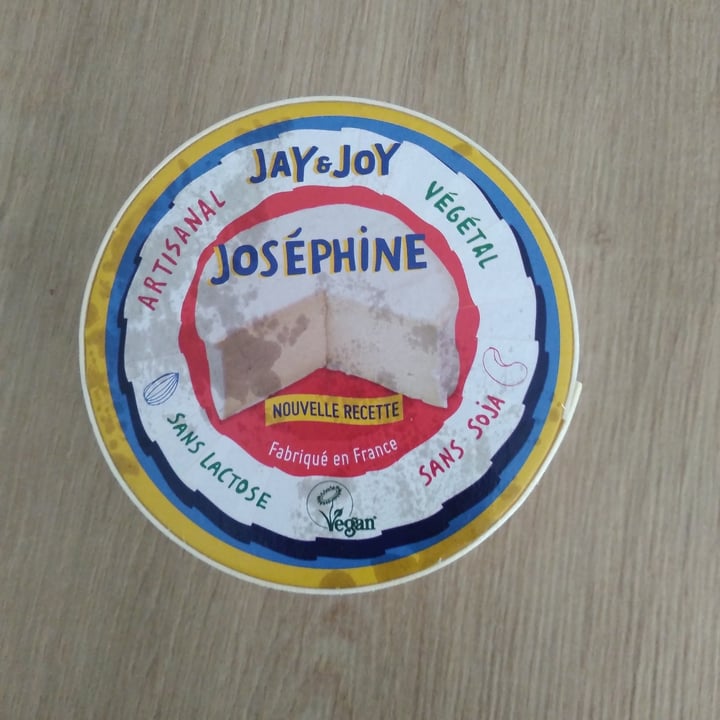 JAY & JOY
ARTISANAL
VÉGÉTAL
JOSÉPHINE
NOUVELLE RECETTE
Fabriqué en France
SANS LACTOSE
SANS SOJA
Vegan